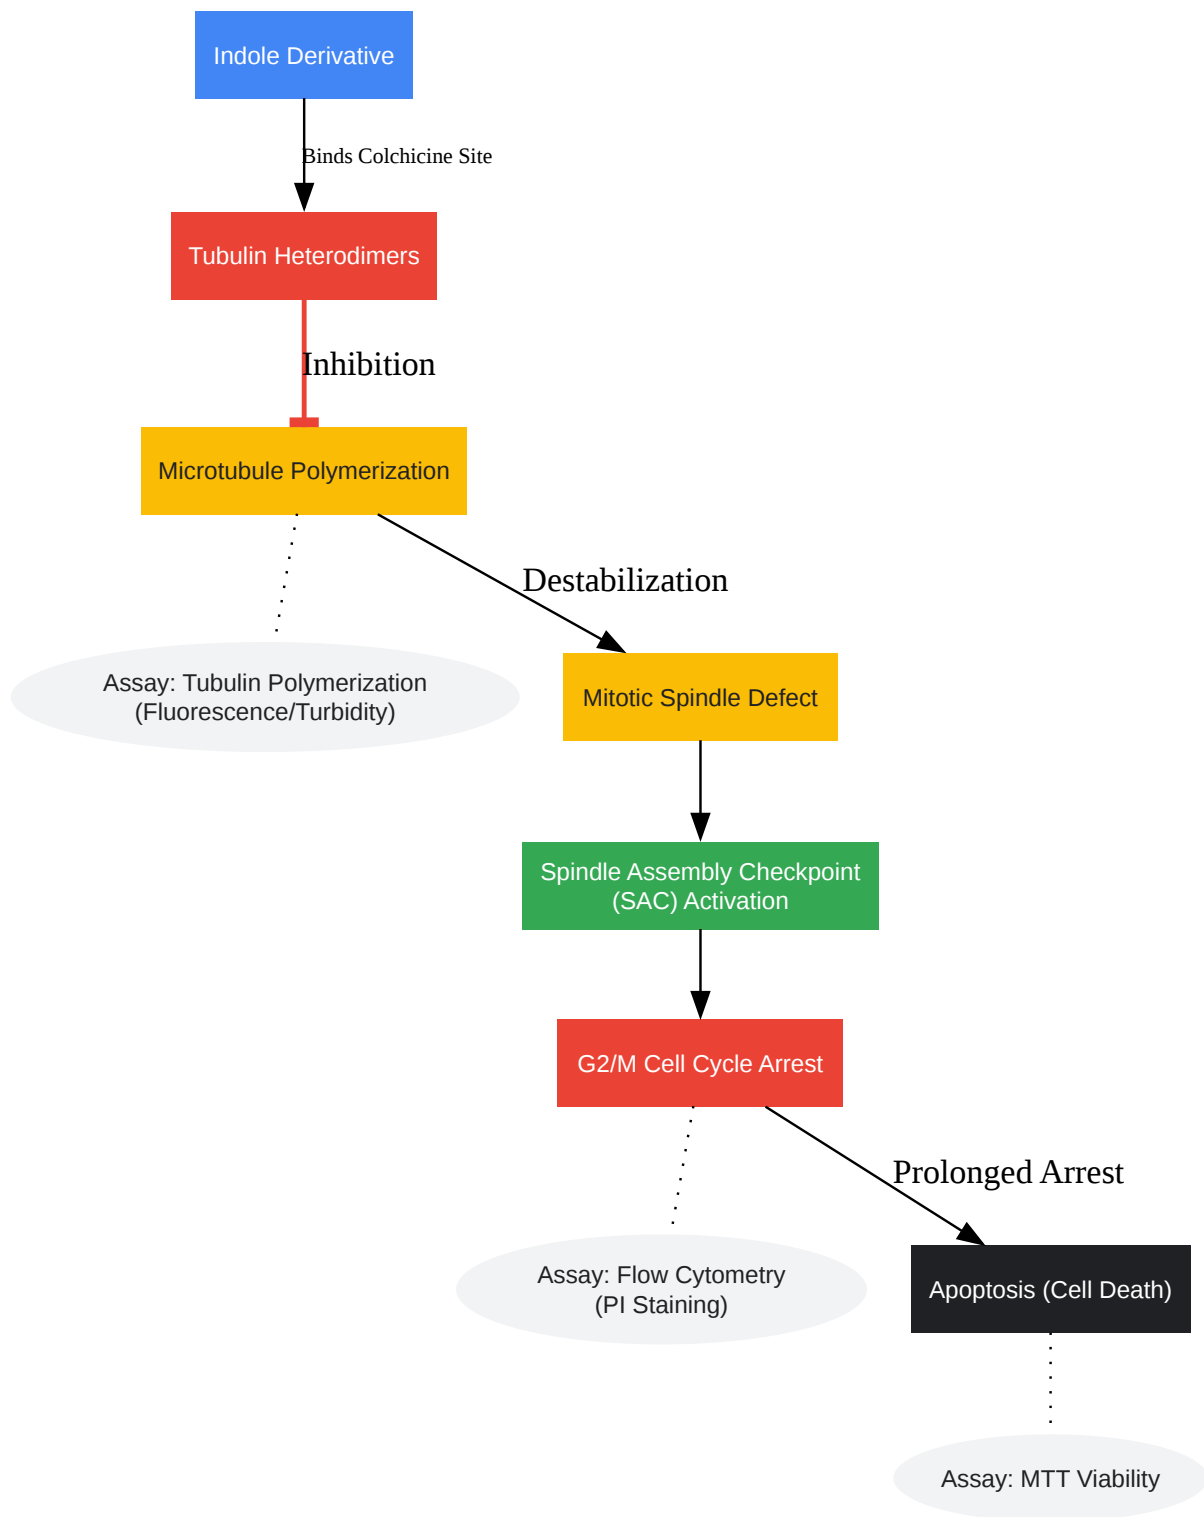 Indole Derivative
Binds Colchicine Site
Tubulin Heterodimers
Inhibition
Microtubule Polymerization
Destabilization
Assay: Tubulin Polymerization
(Fluorescence/Turbidity)
Mitotic Spindle Defect
Spindle Assembly Checkpoint
(SAC) Activation
G2/M Cell Cycle Arrest
Prolonged Arrest
Assay: Flow Cytometry
(PI Staining)
Apoptosis (Cell Death)
Assay: MTT Viability